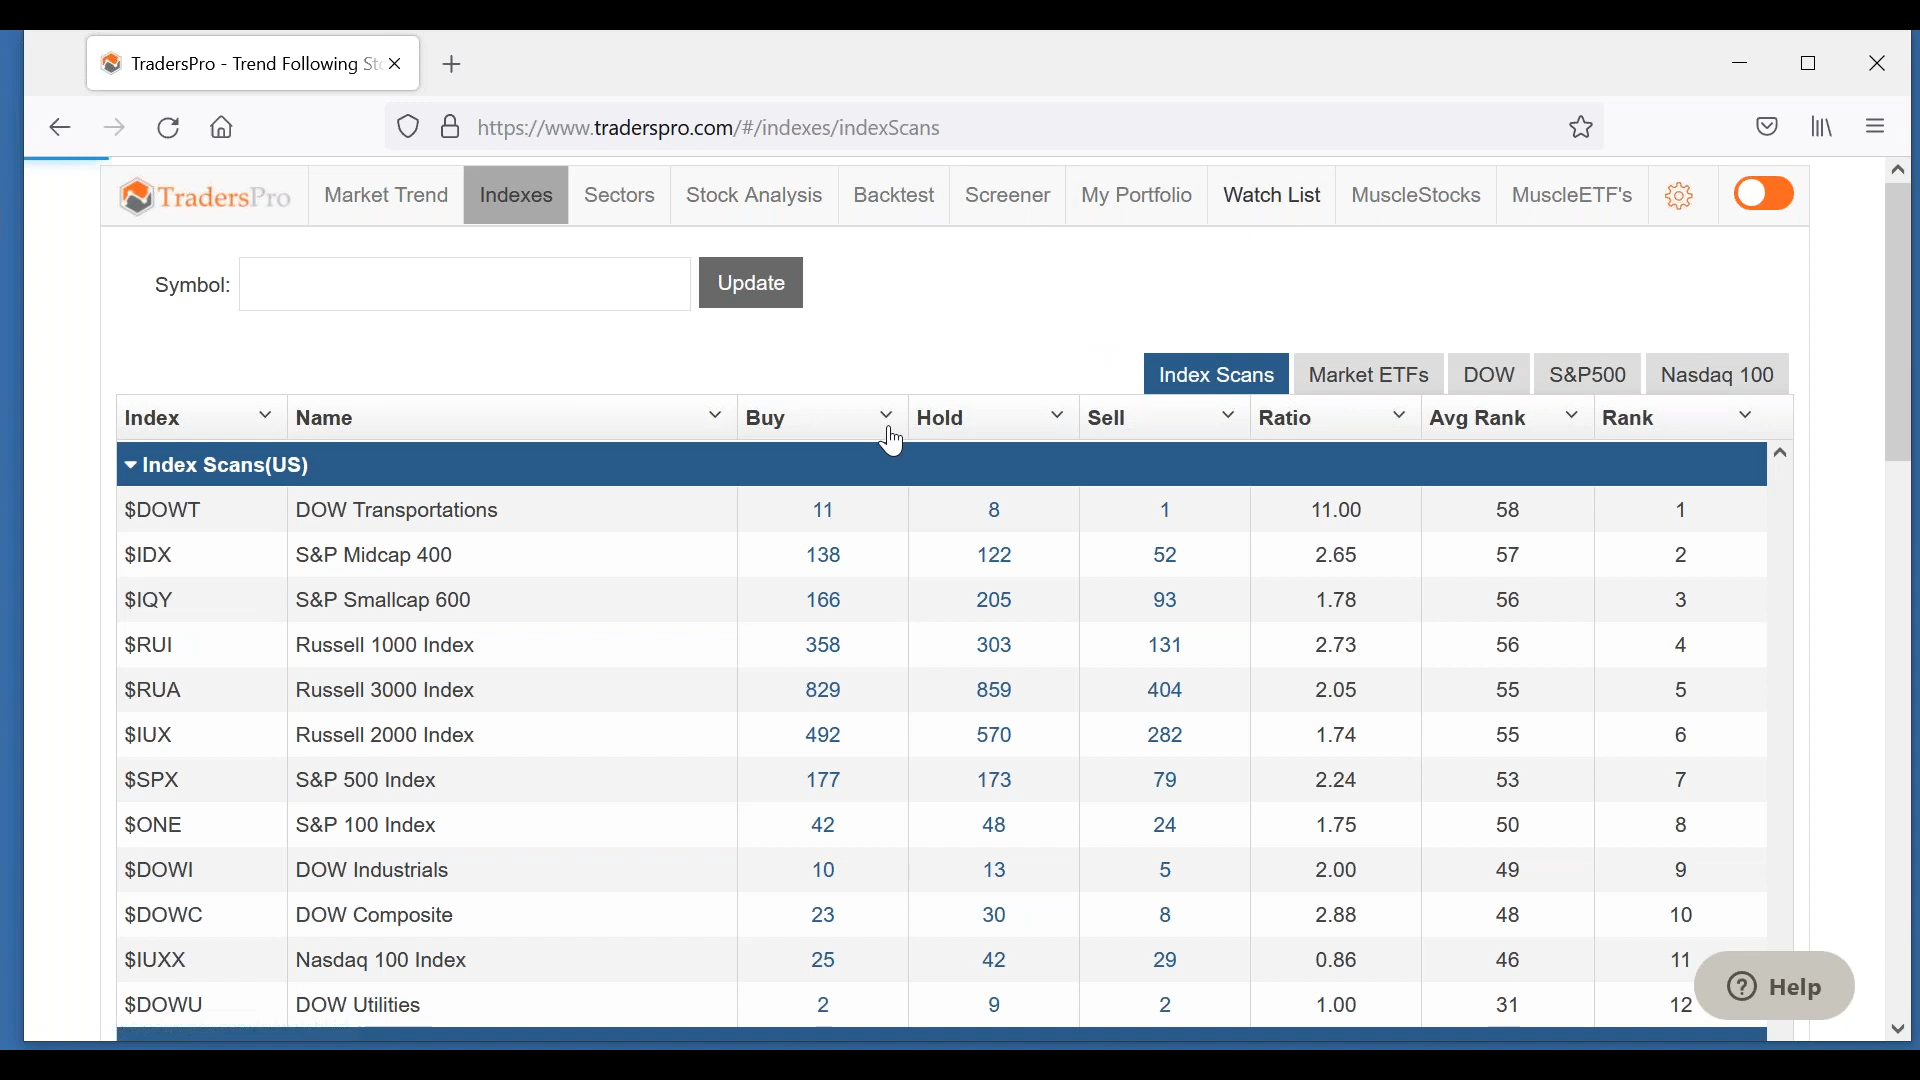 TradersPro - Trend Following Sto
https://www.traderspro.com/#/indexes/indexScans
TradersPro Market Trend Indexes Sectors Stock Analysis Backtest Screener My Portfolio Watch List MuscleStocks MuscleETF's
Symbol: Update
Index Scans Market ETFs DOW S&P500 Nasdaq 100
Index Name Buy Hold Sell Ratio Avg Rank Rank
Index Scans(US)
$DOWT DOW Transportations 11 8 1 11.00 58 1
$IDX S&P Midcap 400 138 122 52 2.65 57 2
$IQY S&P Smallcap 600 166 205 93 1.78 56 3
$RUI Russell 1000 Index 358 303 131 2.73 56 4
$RUA Russell 3000 Index 829 859 404 2.05 55 5
$IUX Russell 2000 Index 492 570 282 1.74 55 6
$SPX S&P 500 Index 177 173 79 2.24 53 7
$ONE S&P 100 Index 42 48 24 1.75 50 8
$DOWI DOW Industrials 10 13 5 2.00 49 9
$DOWC DOW Composite 23 30 8 2.88 48 10
$IUXX Nasdaq 100 Index 25 42 29 0.86 46 11
$DOWU DOW Utilities 2 9 2 1.00 31 12
Help